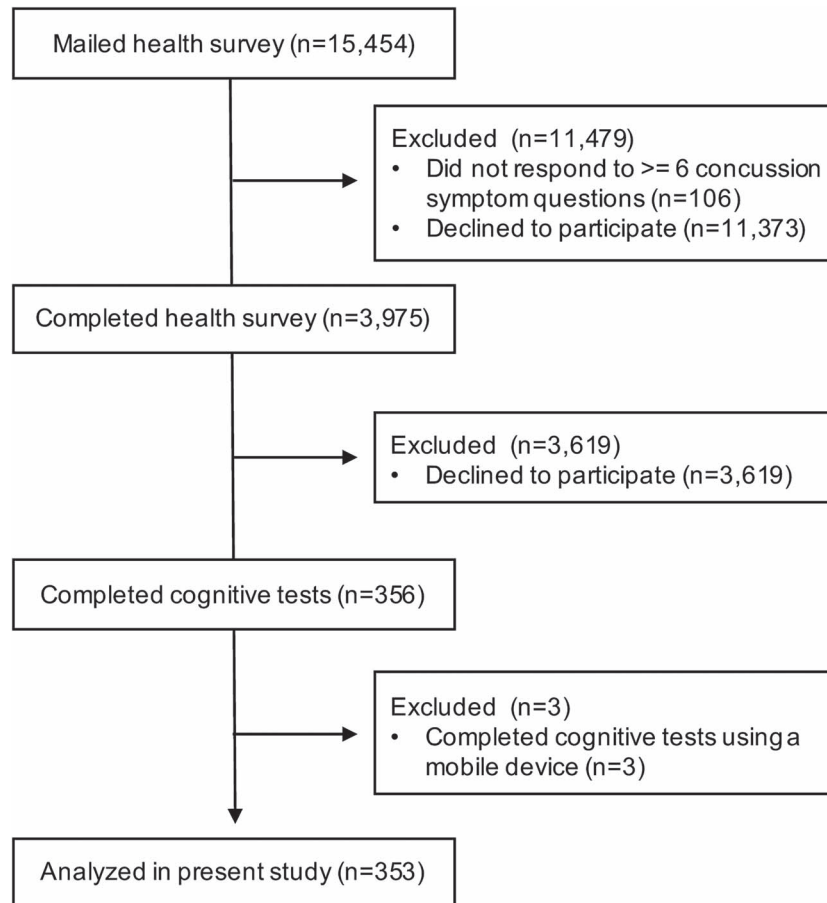 Mailed health survey (n=15,454)
Excluded (n=11,479)
• Did not respond to >= 6 concussion
symptom questions (n=106)
• Declined to participate (n=11,373)
Completed health survey (n=3,975)
Excluded (n=3,619)
• Declined to participate (n=3,619)
Completed cognitive tests (n=356)
Excluded (n=3)
• Completed cognitive tests using a
mobile device (n=3)
Analyzed in present study (n=353)